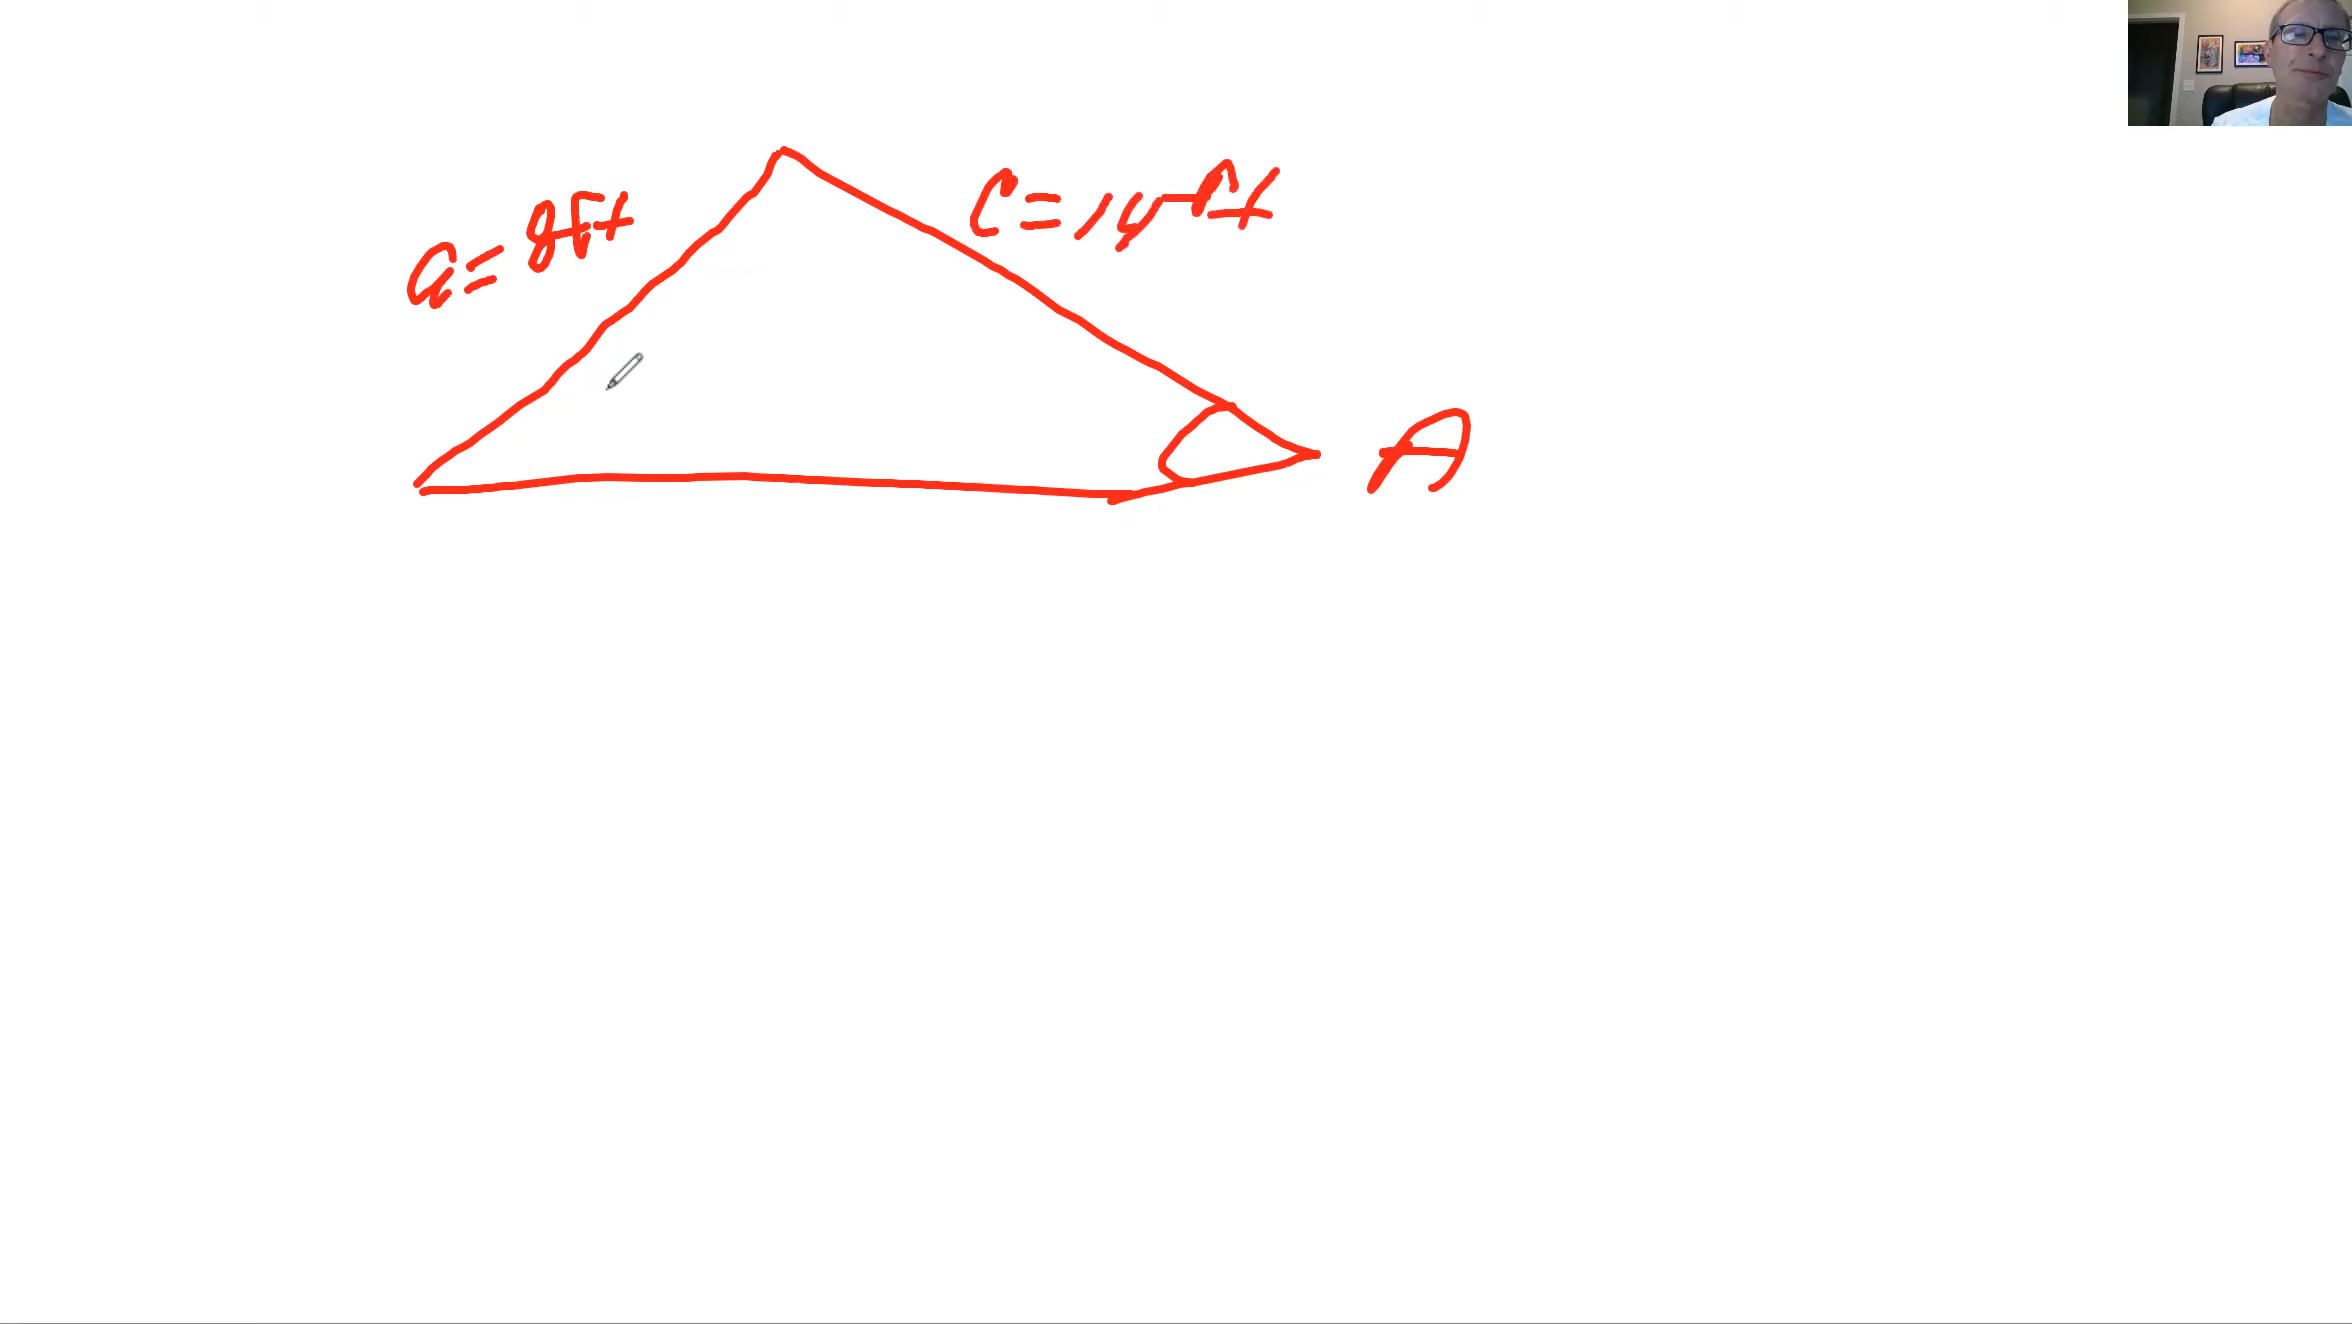 a = 8ft
C = 14 ft
A